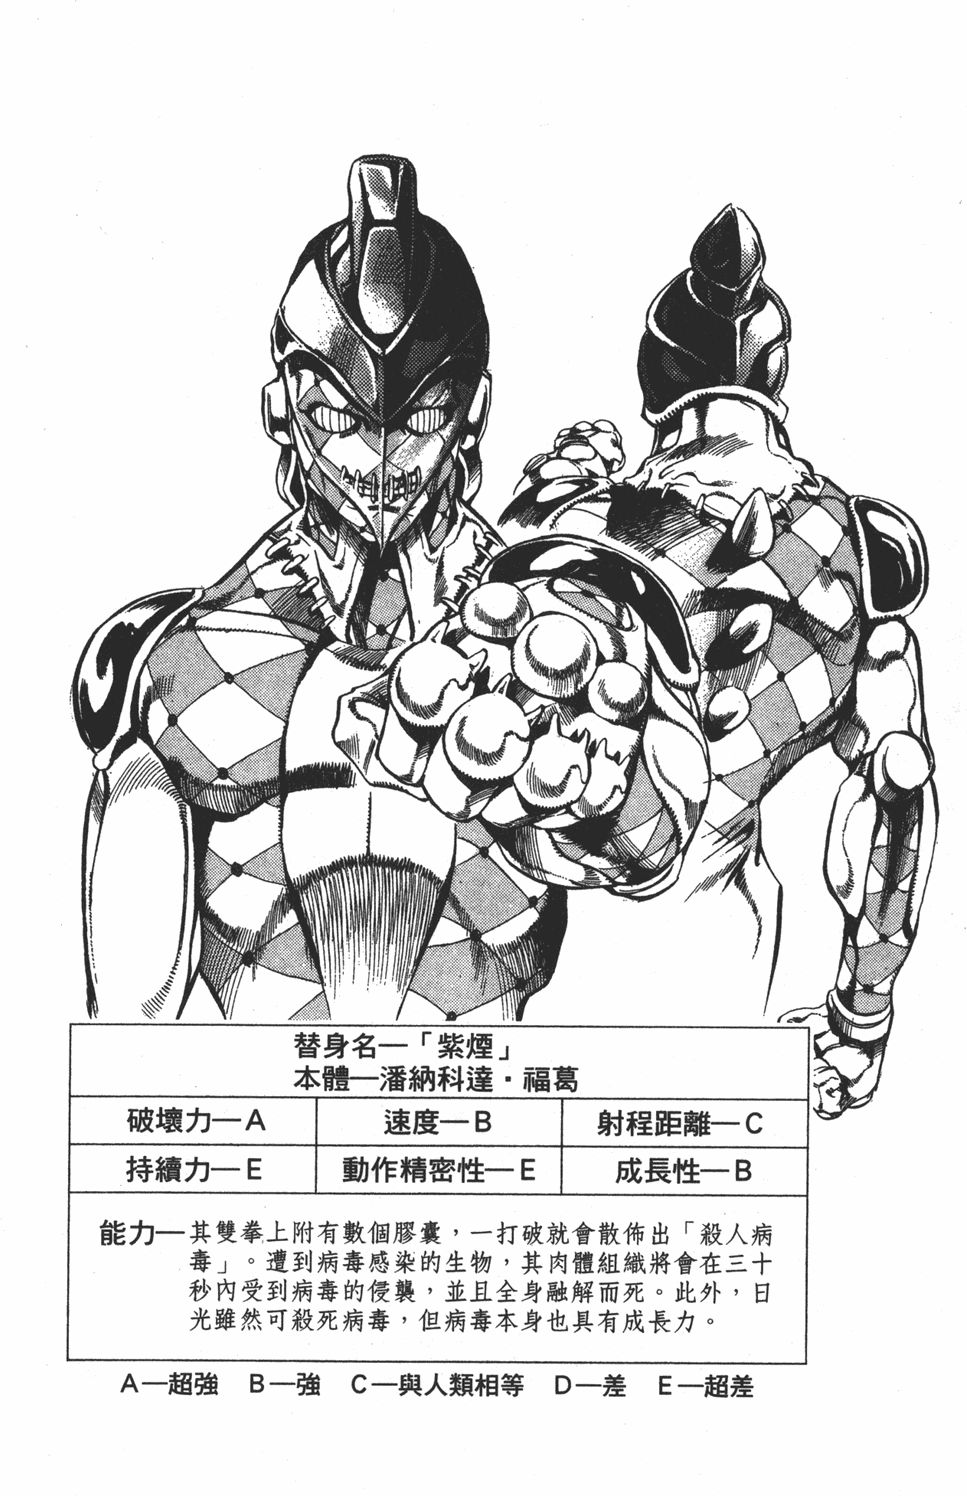 替身名—「紫煙」
本體—潘納科達·福葛
破壞力—A 速度—B 射程距離—C
持續力—E 動作精密性—E 成長性—B
能力—其雙拳上附有數個膠囊，一打破就會散佈出「殺人病
毒」。遭到病毒感染的生物，其肉體組織將會在三十
秒內受到病毒的侵襲，並且全身融解而死。此外，日
光雖然可殺死病毒，但病毒本身也具有成長力。
A—超強 B—強 C—與人類相等 D—差 E—超差